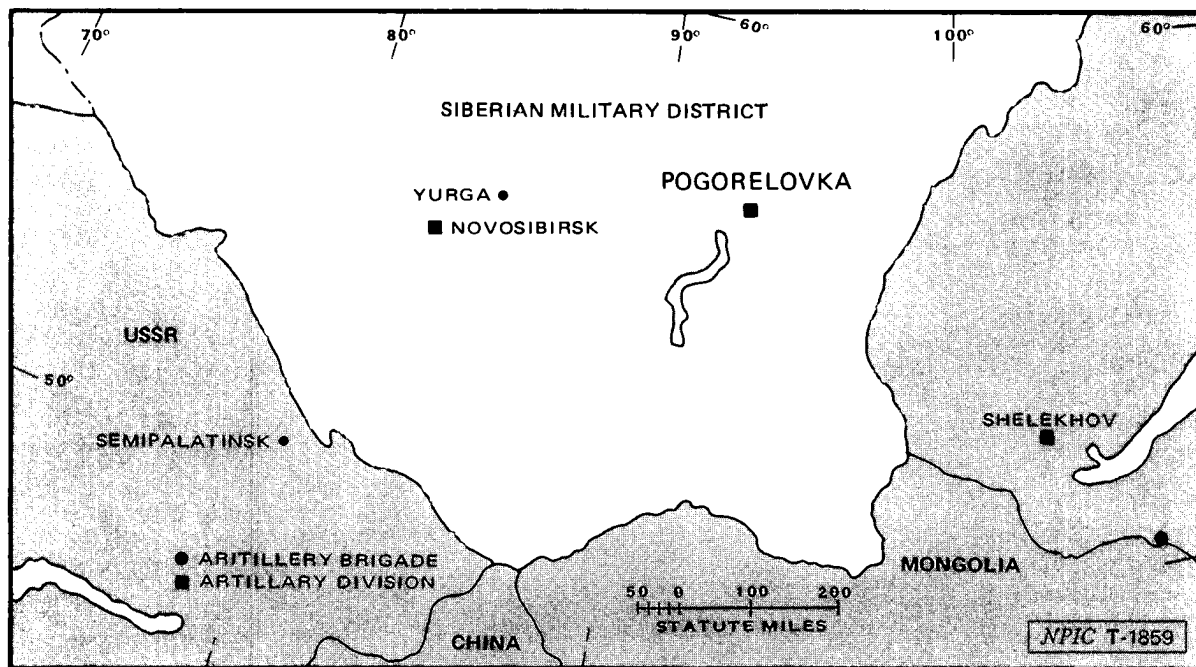 70°
80°
90°
60°
100°
60°
SIBERIAN MILITARY DISTRICT
YURGA
POGORELOVKA
NOVOSIBIRSK
USSR
50°
SEMIPALATINSK
SHELEKHOV
ARITILLERY BRIGADE
ARTILLARY DIVISION
MONGOLIA
50 0 100 200
STATUTE MILES
CHINA
NPIC T-1859